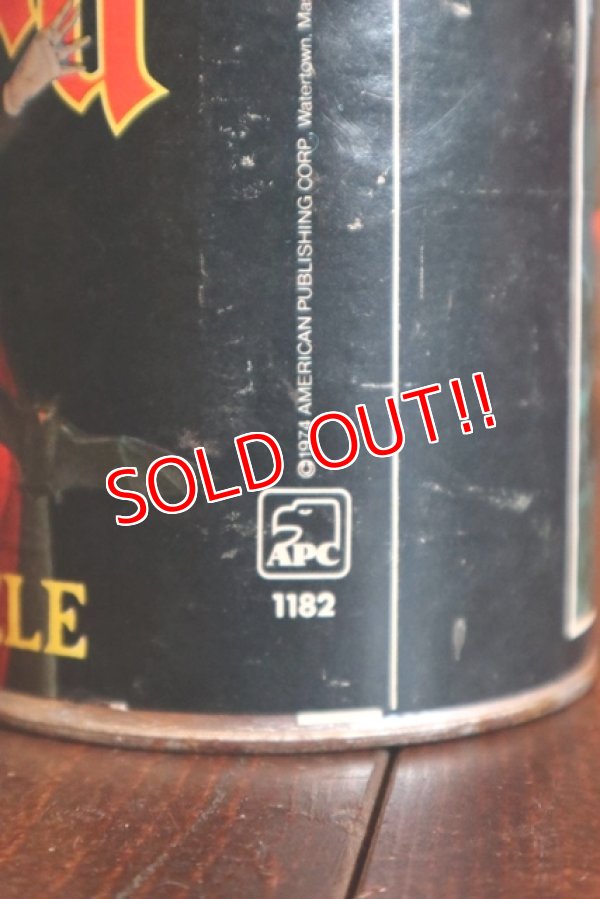 ©1974 AMERICAN PUBLISHING CORP., Watertown, Ma
SOLD OUT!!
APC
1182
LE